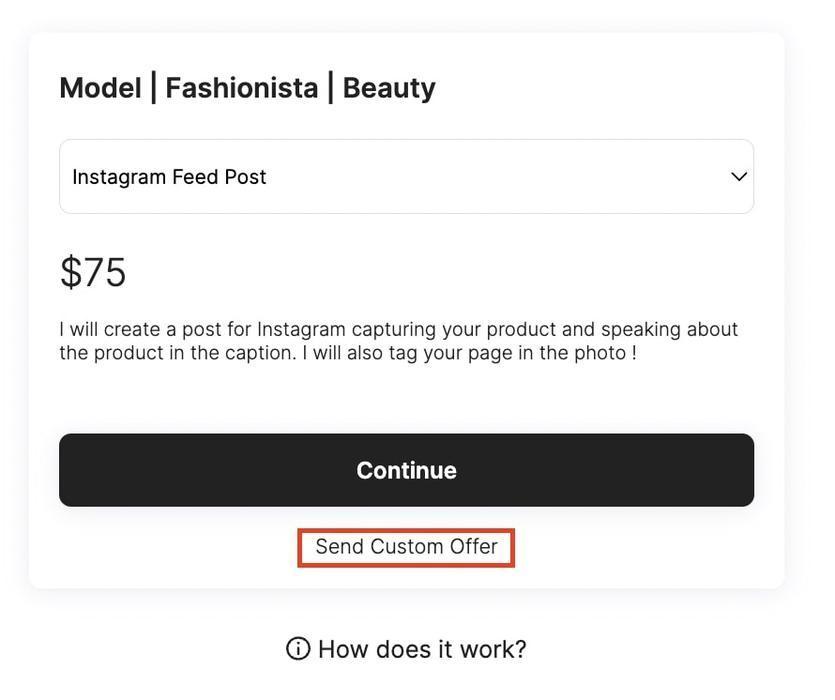 Model | Fashionista | Beauty
Instagram Feed Post
$75
I will create a post for Instagram capturing your product and speaking about
the product in the caption. I will also tag your page in the photo !
Continue
Send Custom Offer
How does it work?